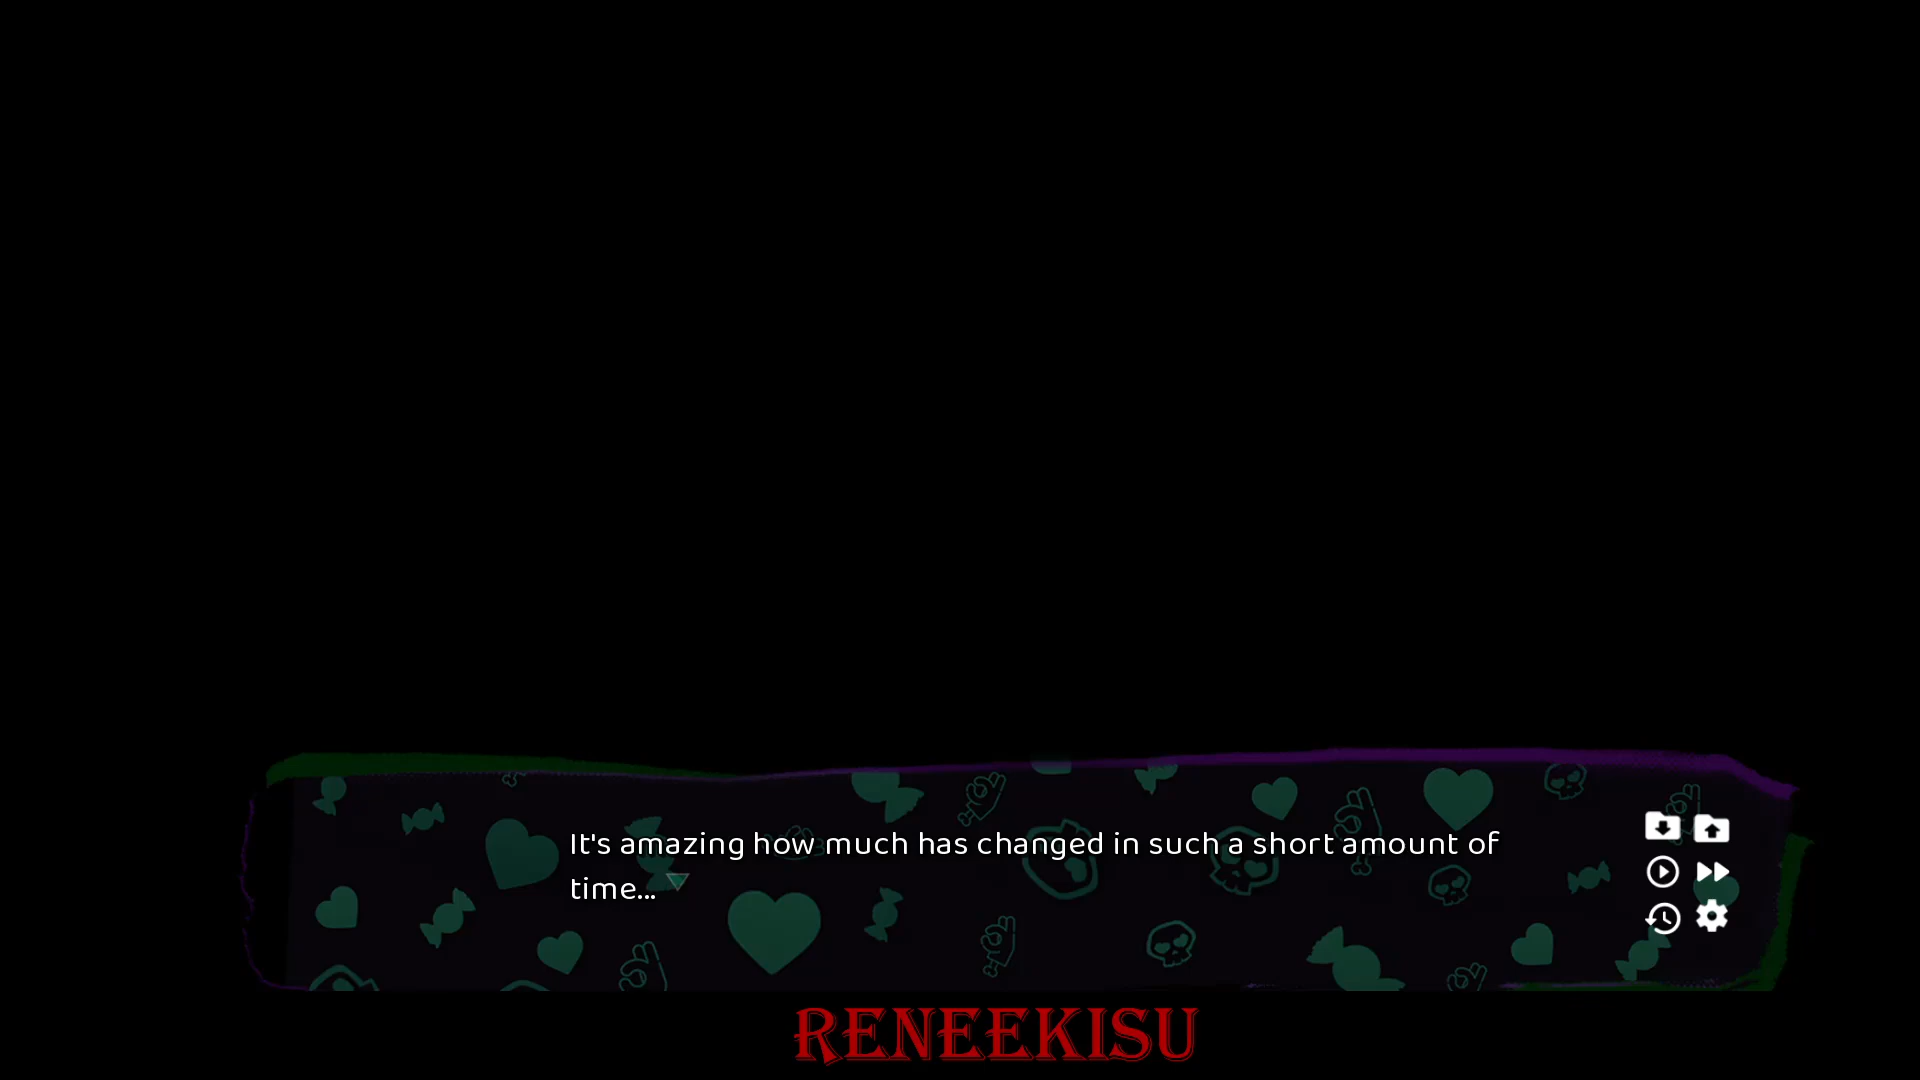 It's amazing how much has changed in such a short amount of
time...
RENEEKISU